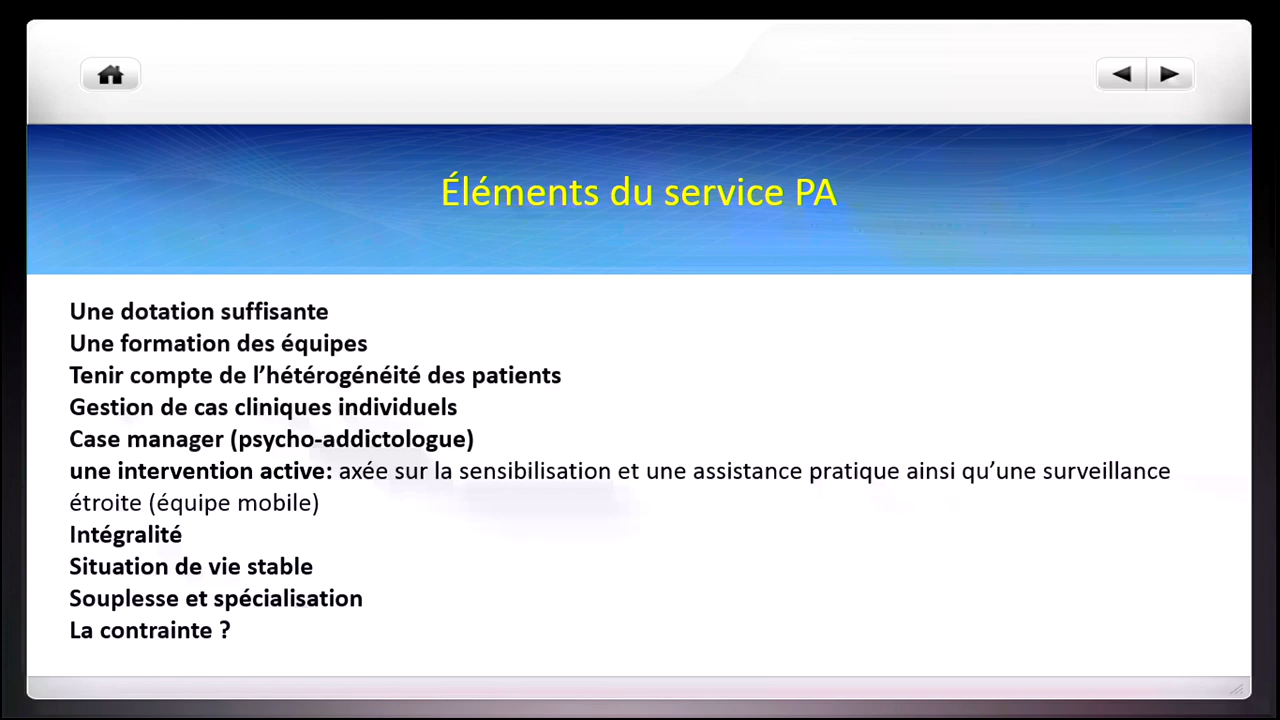 Éléments du service PA
Une dotation suffisante
Une formation des équipes
Tenir compte de l’hétérogénéité des patients
Gestion de cas cliniques individuels
Case manager (psycho-addictologue)
une intervention active: axée sur la sensibilisation et une assistance pratique ainsi qu’une surveillance
étroite (équipe mobile)
Intégralité
Situation de vie stable
Souplesse et spécialisation
La contrainte ?